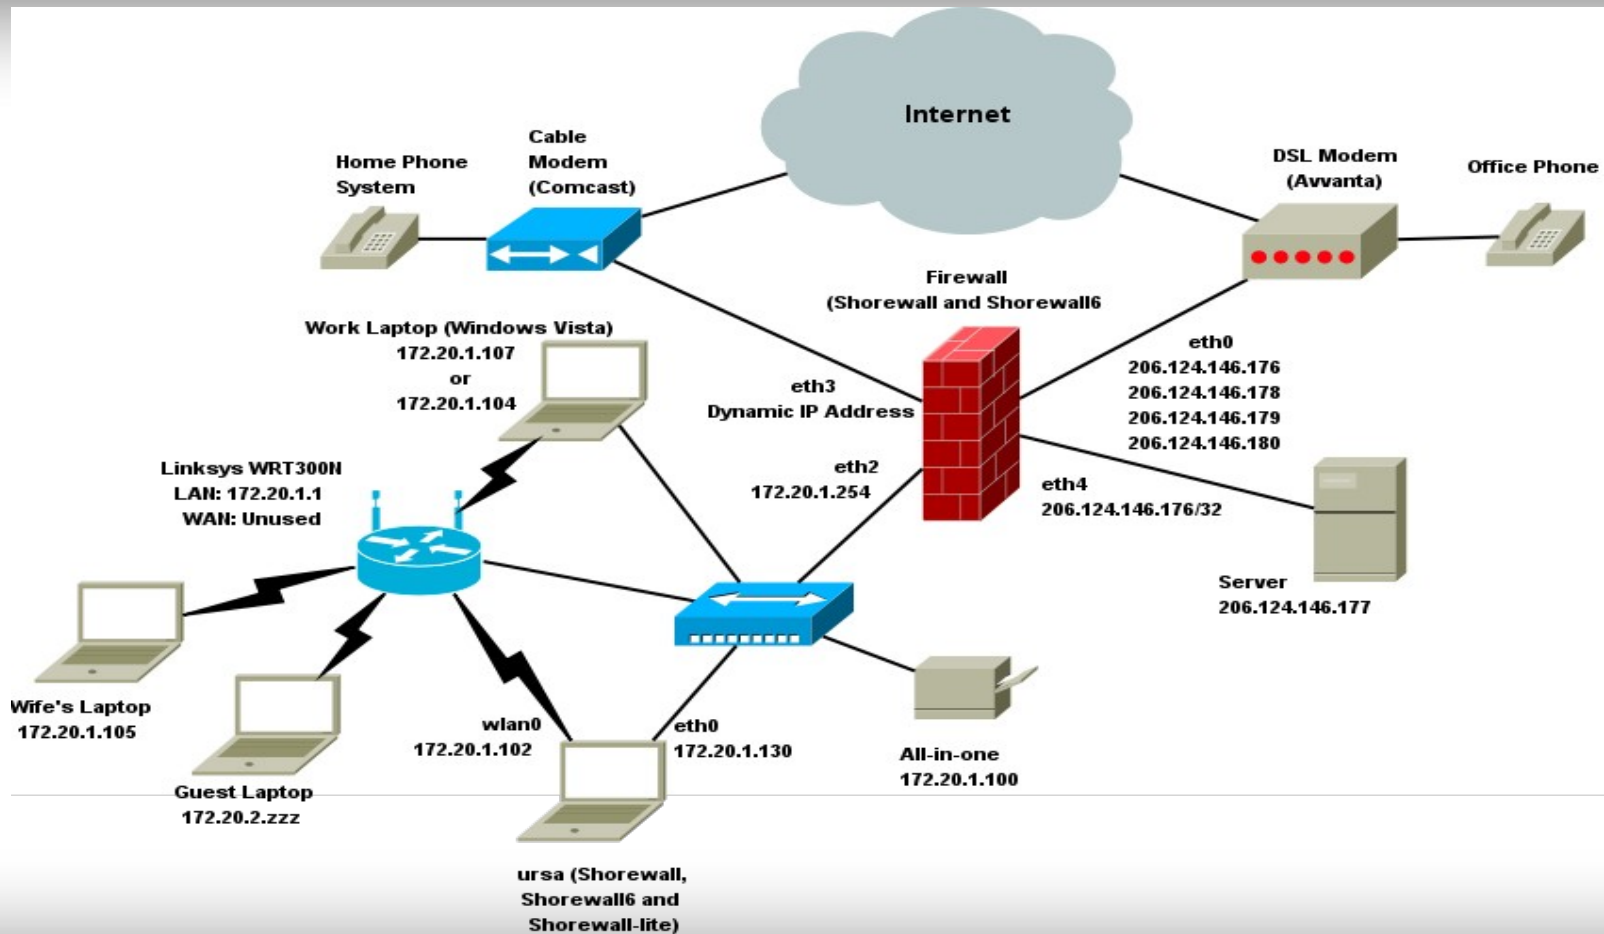 Internet
Cable
Modem
(Comcast)
Home Phone
System
DSL Modem
(Avvanta)
Office Phone
Firewall
(Shorewall and Shorewall6
Work Laptop (Windows Vista)
172.20.1.107
or
172.20.1.104
eth3
Dynamic IP Address
eth0
206.124.146.176
206.124.146.178
206.124.146.179
206.124.146.180
Linksys WRT300N
LAN: 172.20.1.1
WAN: Unused
eth2
172.20.1.254
eth4
206.124.146.176/32
Server
206.124.146.177
Wife's Laptop
172.20.1.105
wlan0
172.20.1.102
eth0
172.20.1.130
All-in-one
172.20.1.100
Guest Laptop
172.20.2.zzz
ursa (Shorewall,
Shorewall6 and
Shorewall-lite)